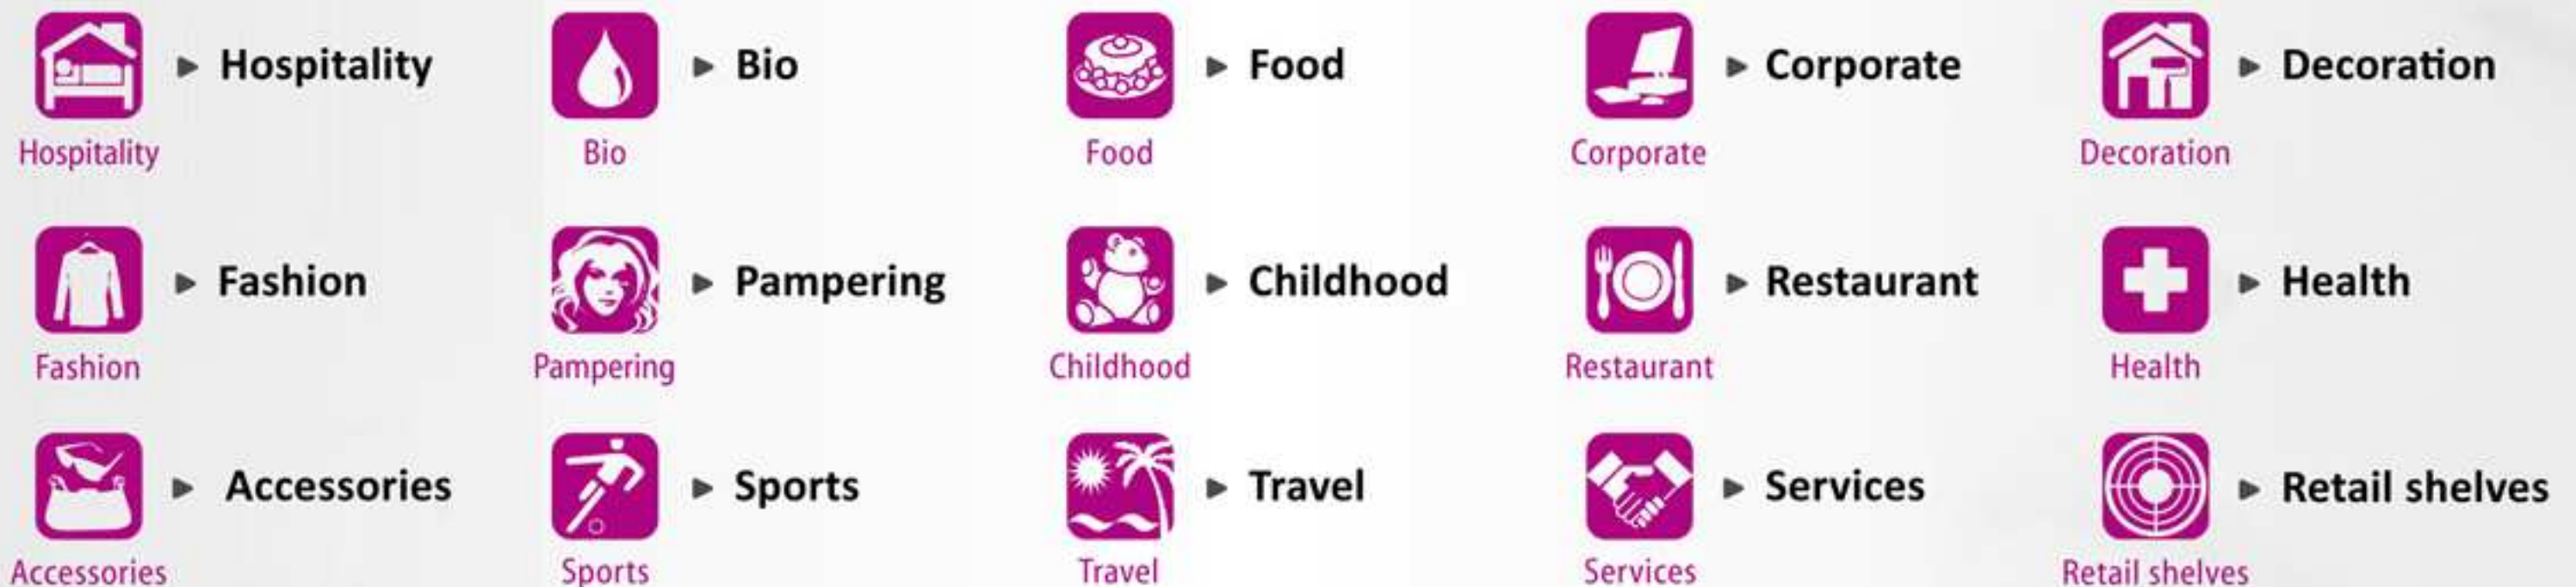 Hospitality
Bio
Food
Corporate
Decoration
Hospitality
Bio
Food
Corporate
Decoration
Fashion
Pampering
Childhood
Restaurant
Health
Fashion
Pampering
Childhood
Restaurant
Health
Accessories
Sports
Travel
Services
Retail shelves
Accessories
Sports
Travel
Services
Retail shelves